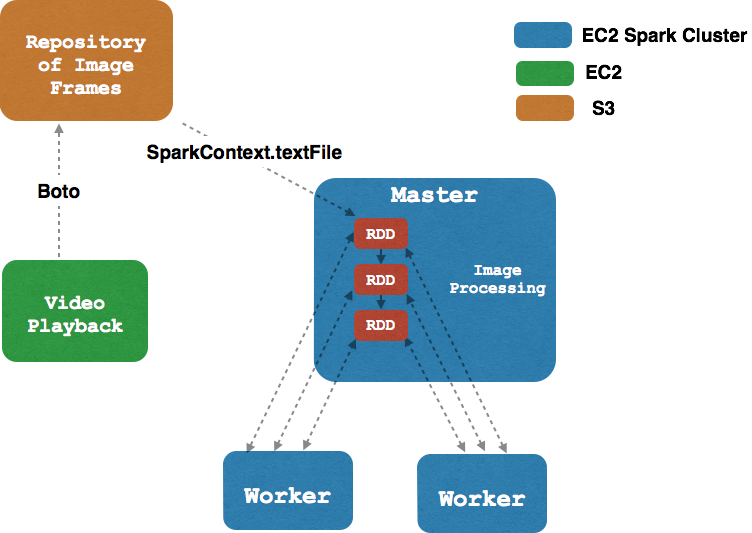 Repository
of Image
Frames
EC2 Spark Cluster
EC2
S3
SparkContext.textFile
Boto
Master
RDD
RDD
RDD
Image
Processing
Video
Playback
Worker
Worker